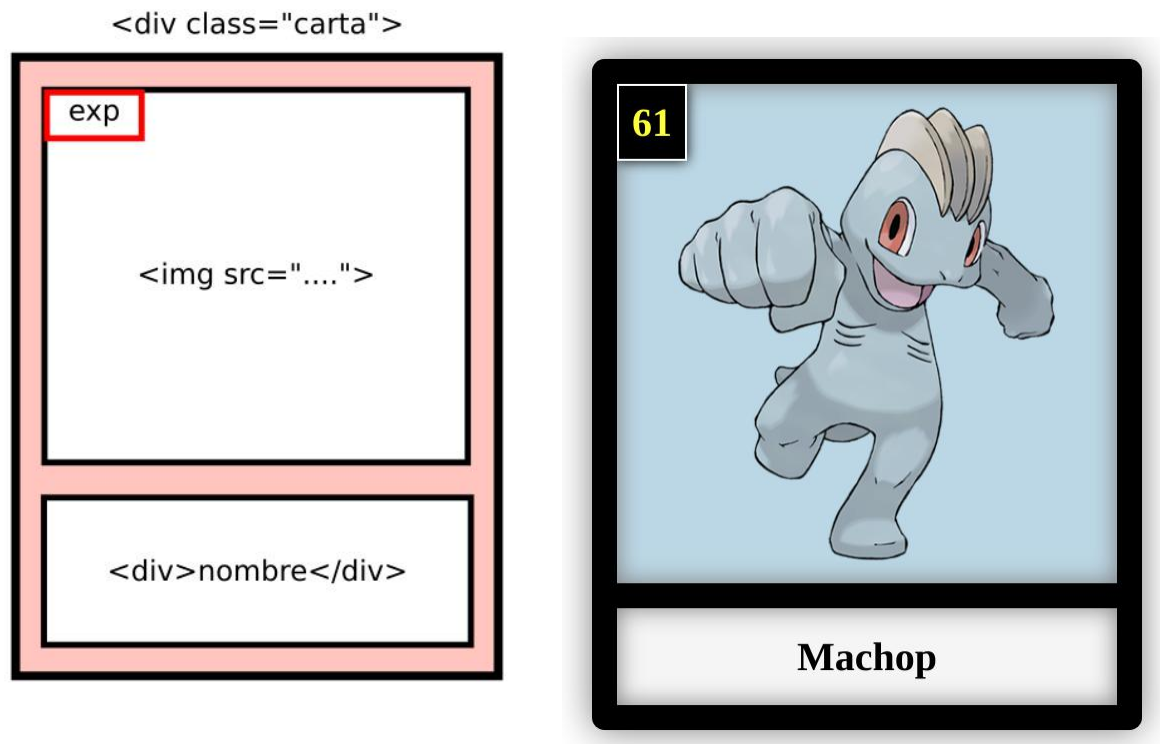 <div class="carta">
exp
<img src="....">
<div>nombre</div>
61
Machop